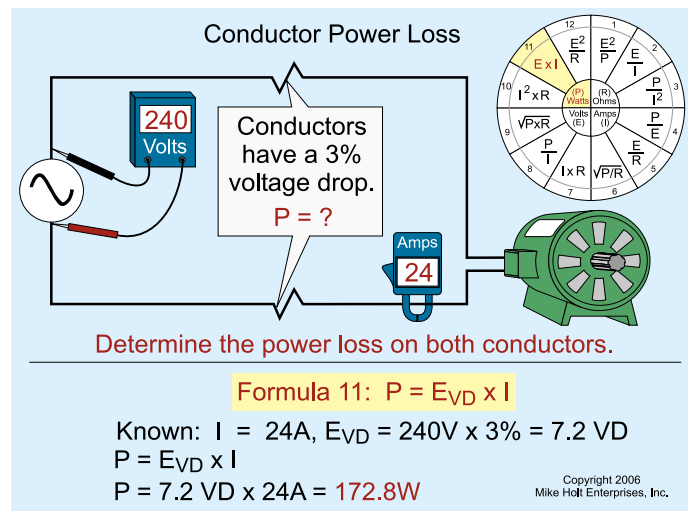 Conductor Power Loss
240
Volts
Conductors
have a 3%
voltage drop.
P = ?
Amps
24
12
E²
R
1
E²
P
2
E
I
3
P
I²
4
P
E
5
E
R
6
√P/R
7
I x R
8
P
I
9
√PxR
10
I² x R
11
E x I
(P)
Watts
(R)
Ohms
Volts
(E)
Amps
(I)
Determine the power loss on both conductors.
Formula 11: P = E_VD x I
Known: I = 24A, E_VD = 240V x 3% = 7.2 VD
P = E_VD x I
P = 7.2 VD x 24A = 172.8W
Copyright 2006
Mike Holt Enterprises, Inc.